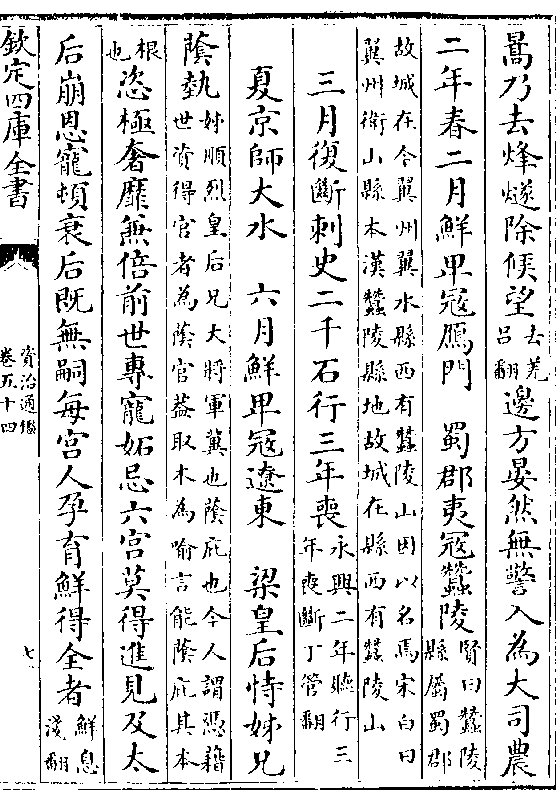 暠乃去烽燧除候望去羌吕翻邊方晏然無警入為大司農
二年春二月鮮卑寇鴈門　蜀郡夷寇蠶陵賢曰蠶陵縣屬蜀郡
故城在今翼州翼水縣西有蠶陵山因以名焉宋白曰翼州衛山縣本漢蠶陵縣地故城在縣西有蠶陵山
三月復斷刺史二千石行三年喪永興二年聽行三年喪斷丁管翻
夏京師大水　六月鮮卑寇遼東　梁皇后恃姊兄
蔭埶姊順烈皇后兄大將軍冀也蔭庇也今人謂憑藉世資得官者為蔭官葢取木為喻言能蔭庇其本
根也恣極奢靡兼倍前世專寵妬忌六宮莫得進見及太
后崩恩寵頓衰后既無嗣每宮人孕育鮮得全者鮮息淺翻
欽定四庫全書
資治通鑑
卷五十四
七